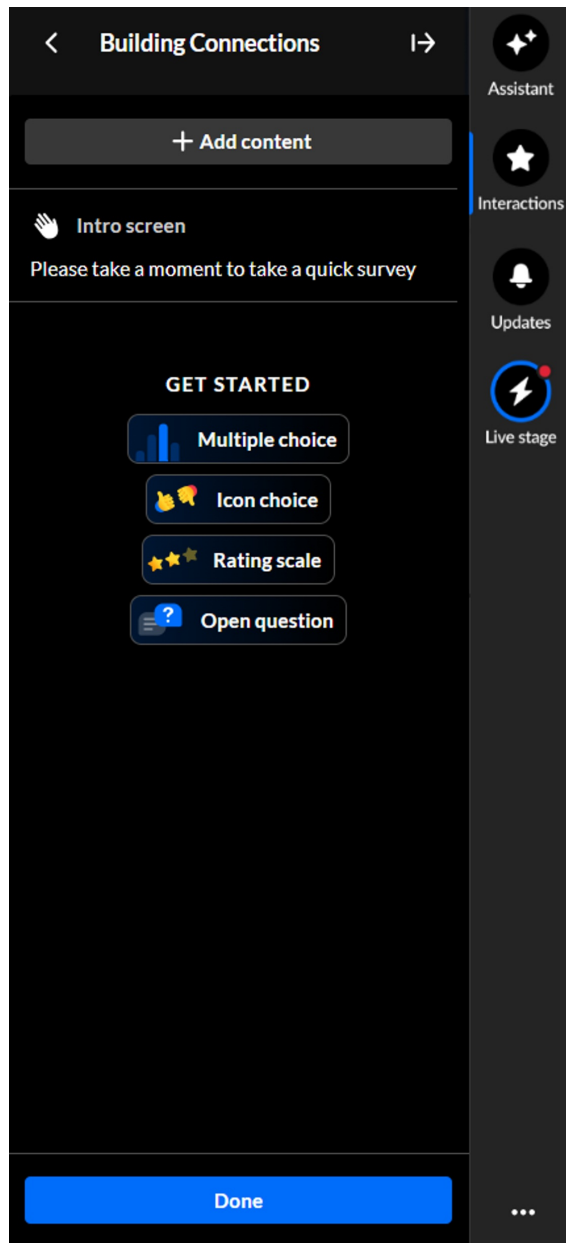 Building Connections
Assistant
+ Add content
Interactions
Intro screen
Please take a moment to take a quick survey
Updates
GET STARTED
Multiple choice
Live stage
Icon choice
Rating scale
? Open question
Done